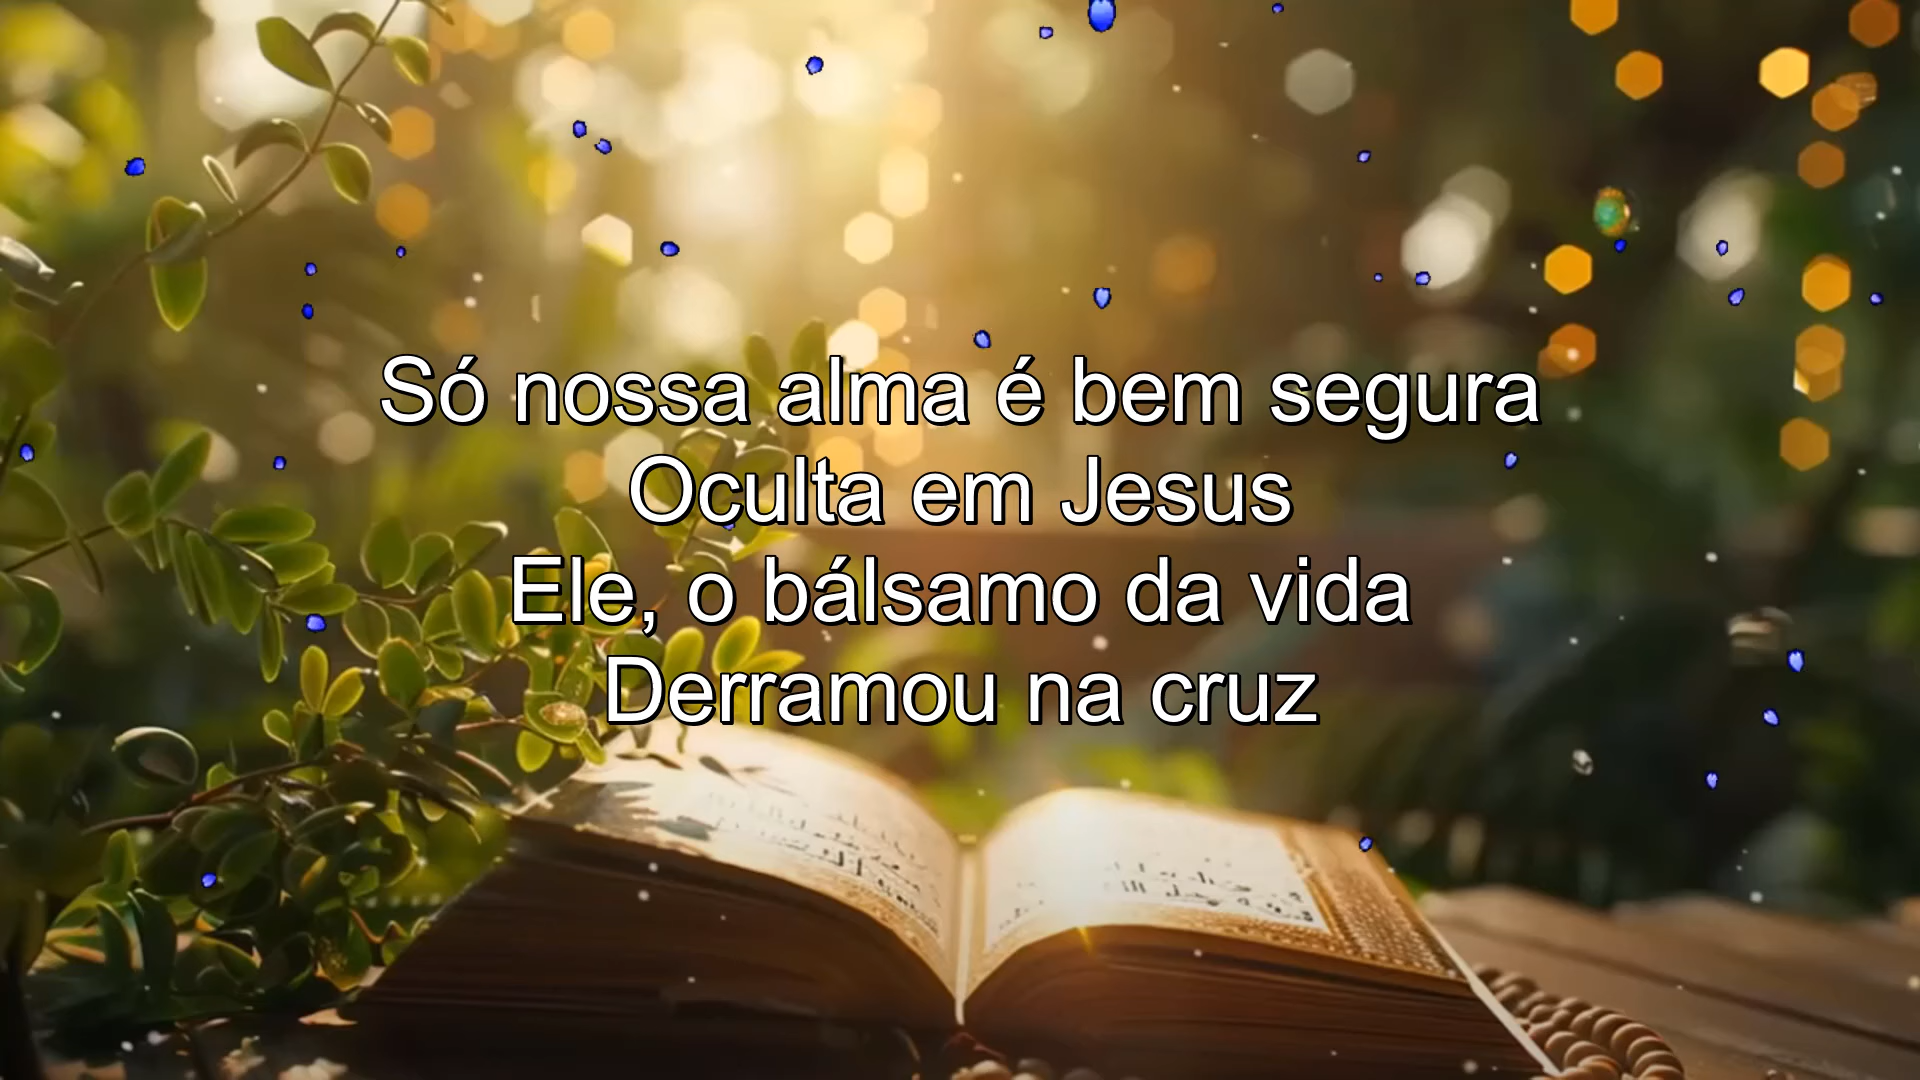 Só nossa alma é bem segura
Oculta em Jesus
Ele, o bálsamo da vida
Derramou na cruz